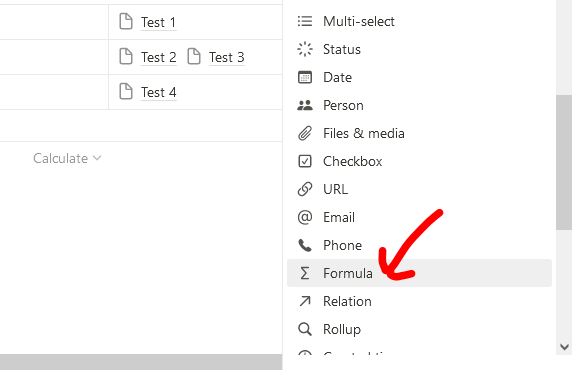 Test 1
Test 2 Test 3
Test 4
Calculate
Multi-select
Status
Date
Person
Files & media
Checkbox
URL
Email
Phone
Formula
Relation
Rollup